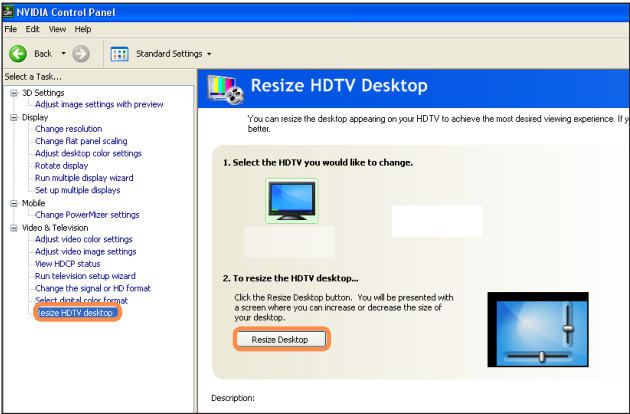 NVIDIA Control Panel
File Edit View Help
Back Standard Settings
Select a Task...
3D Settings
Adjust image settings with preview
Display
Change resolution
Change flat panel scaling
Adjust desktop color settings
Rotate display
Run multiple display wizard
Set up multiple displays
Mobile
Change PowerMizer settings
Video & Television
Adjust video color settings
Adjust video image settings
View HDCP status
Run television setup wizard
Change the signal or HD format
Select digital color format
Resize HDTV desktop
Resize HDTV Desktop
You can resize the desktop appearing on your HDTV to achieve the most desired viewing experience. If y
better.
1. Select the HDTV you would like to change.
2. To resize the HDTV desktop...
Click the Resize Desktop button. You will be presented with
a screen where you can increase or decrease the size of
your desktop.
Resize Desktop
Description: